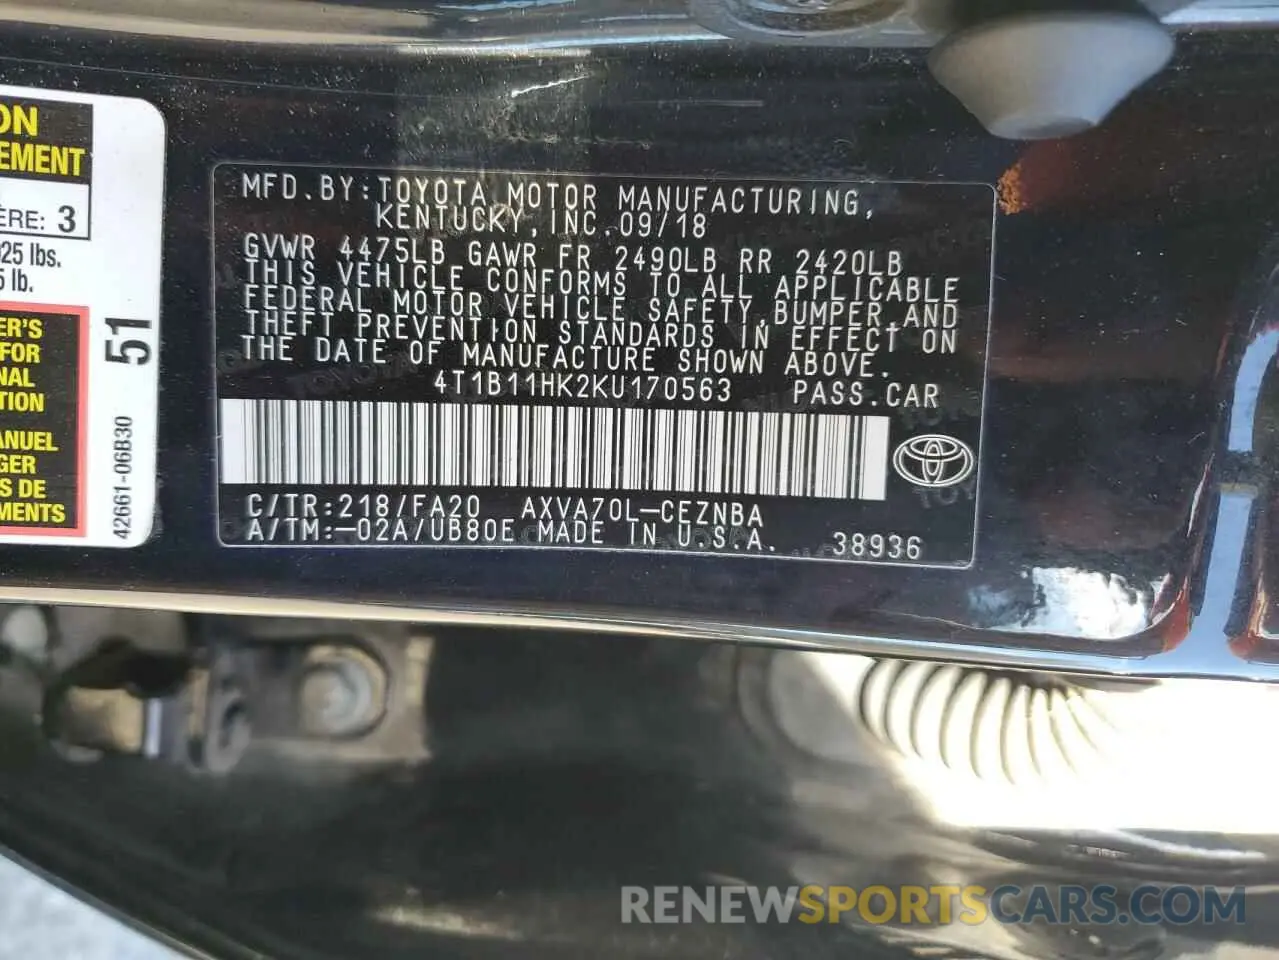 ON
EMENT
ÈRE: 3
025 lbs.
5 lb.
ER'S
FOR
NAL
TION
ANUEL
GER
S DE
MENTS
51
42661-06B30
MFD.BY:TOYOTA MOTOR MANUFACTURING,
KENTUCKY,INC.09/18
GVWR 4475LB GAWR FR 2490LB RR 2420LB
THIS VEHICLE CONFORMS TO ALL APPLICABLE
FEDERAL MOTOR VEHICLE SAFETY,BUMPER,AND
THEFT PREVENTION STANDARDS IN EFFECT ON
THE DATE OF MANUFACTURE SHOWN ABOVE.
4T1B11HK2KU170563 PASS.CAR
C/TR:218/FA20 AXVA70L-CEZNBA
A/TM:-02A/UB80E MADE IN U.S.A. 38936
RENEWSPORTSCARS.COM